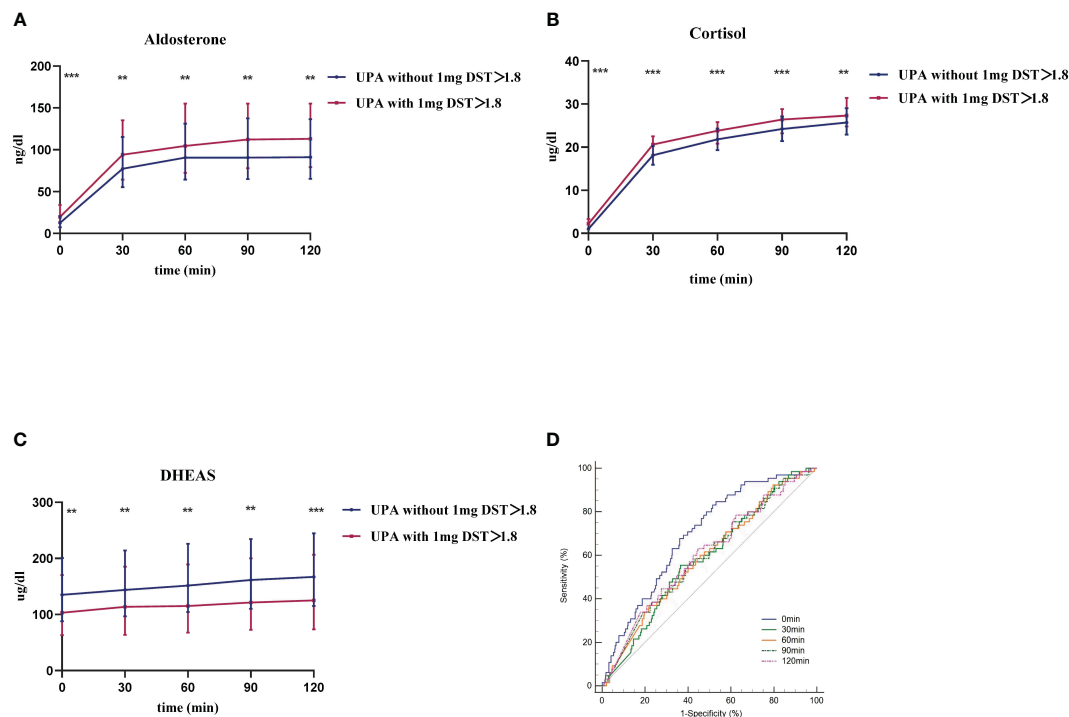 A
Aldosterone
200
150
100
50
0
ng/dl
*** ** ** ** **
0 30 60 90 120
time (min)
UPA without 1mg DST>1.8
UPA with 1mg DST>1.8
B
Cortisol
40
30
20
10
0
ug/dl
*** *** *** *** **
0 30 60 90 120
time (min)
UPA without 1mg DST>1.8
UPA with 1mg DST>1.8
C
DHEAS
300
200
100
0
ug/dl
** ** ** ** ***
0 30 60 90 120
time (min)
UPA without 1mg DST>1.8
UPA with 1mg DST>1.8
D
100
80
60
40
20
0
Sensitivity (%)
0min
30min
60min
90min
120min
0 20 40 60 80 100
1-Specificity (%)